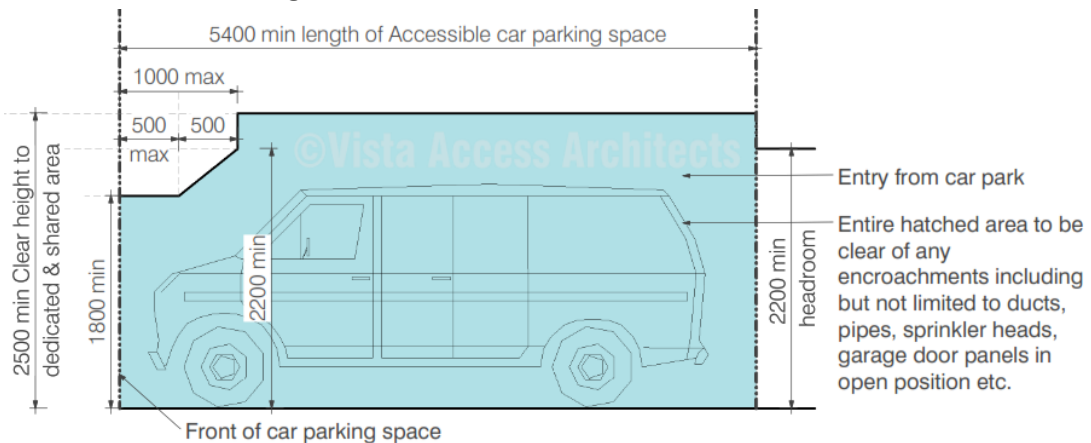 5400 min length of Accessible car parking space
1000 max
500
500
max
©Vista Access Architects
2500 min Clear height to
dedicated & shared area
1800 min
2200 min
2200 min
headroom
Entry from car park
Entire hatched area to be
clear of any
encroachments including
but not limited to ducts,
pipes, sprinkler heads,
garage door panels in
open position etc.
Front of car parking space